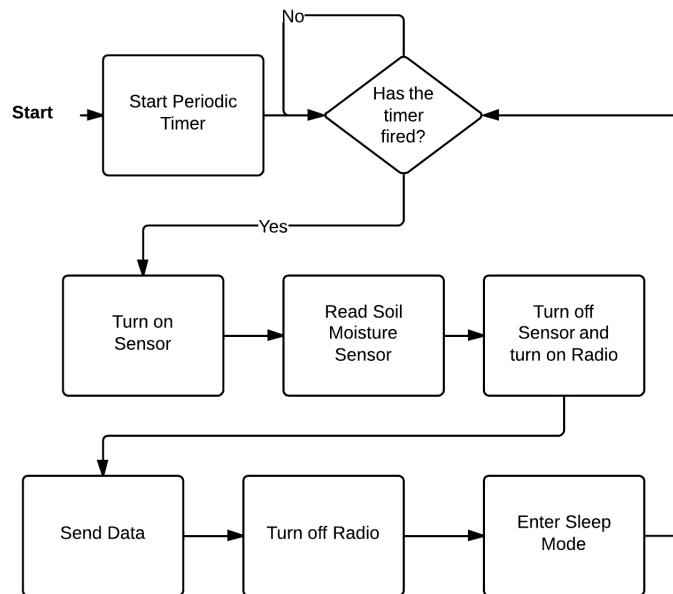 No
Start
Start Periodic
Timer
Has the
timer
fired?
Yes
Turn on
Sensor
Read Soil
Moisture
Sensor
Turn off
Sensor and
turn on Radio
Send Data
Turn off Radio
Enter Sleep
Mode